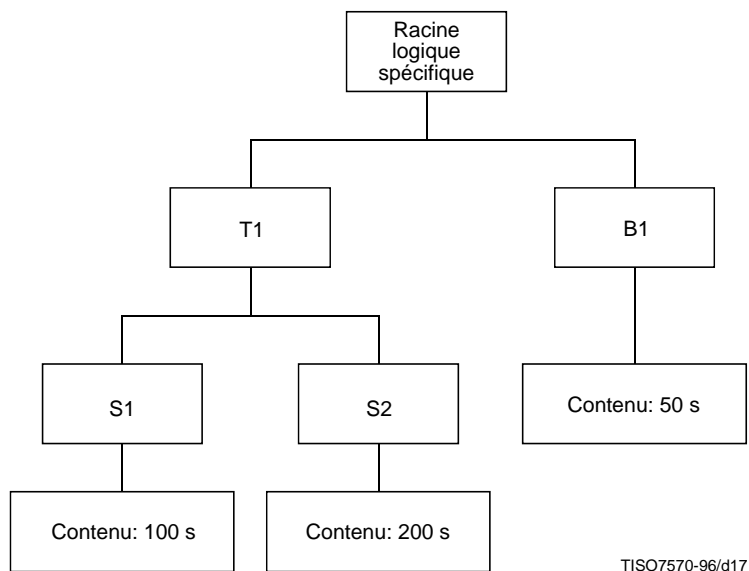 Racine
logique
spécifique
T1
B1
S1
S2
Contenu: 50 s
Contenu: 100 s
Contenu: 200 s
TISO7570-96/d17